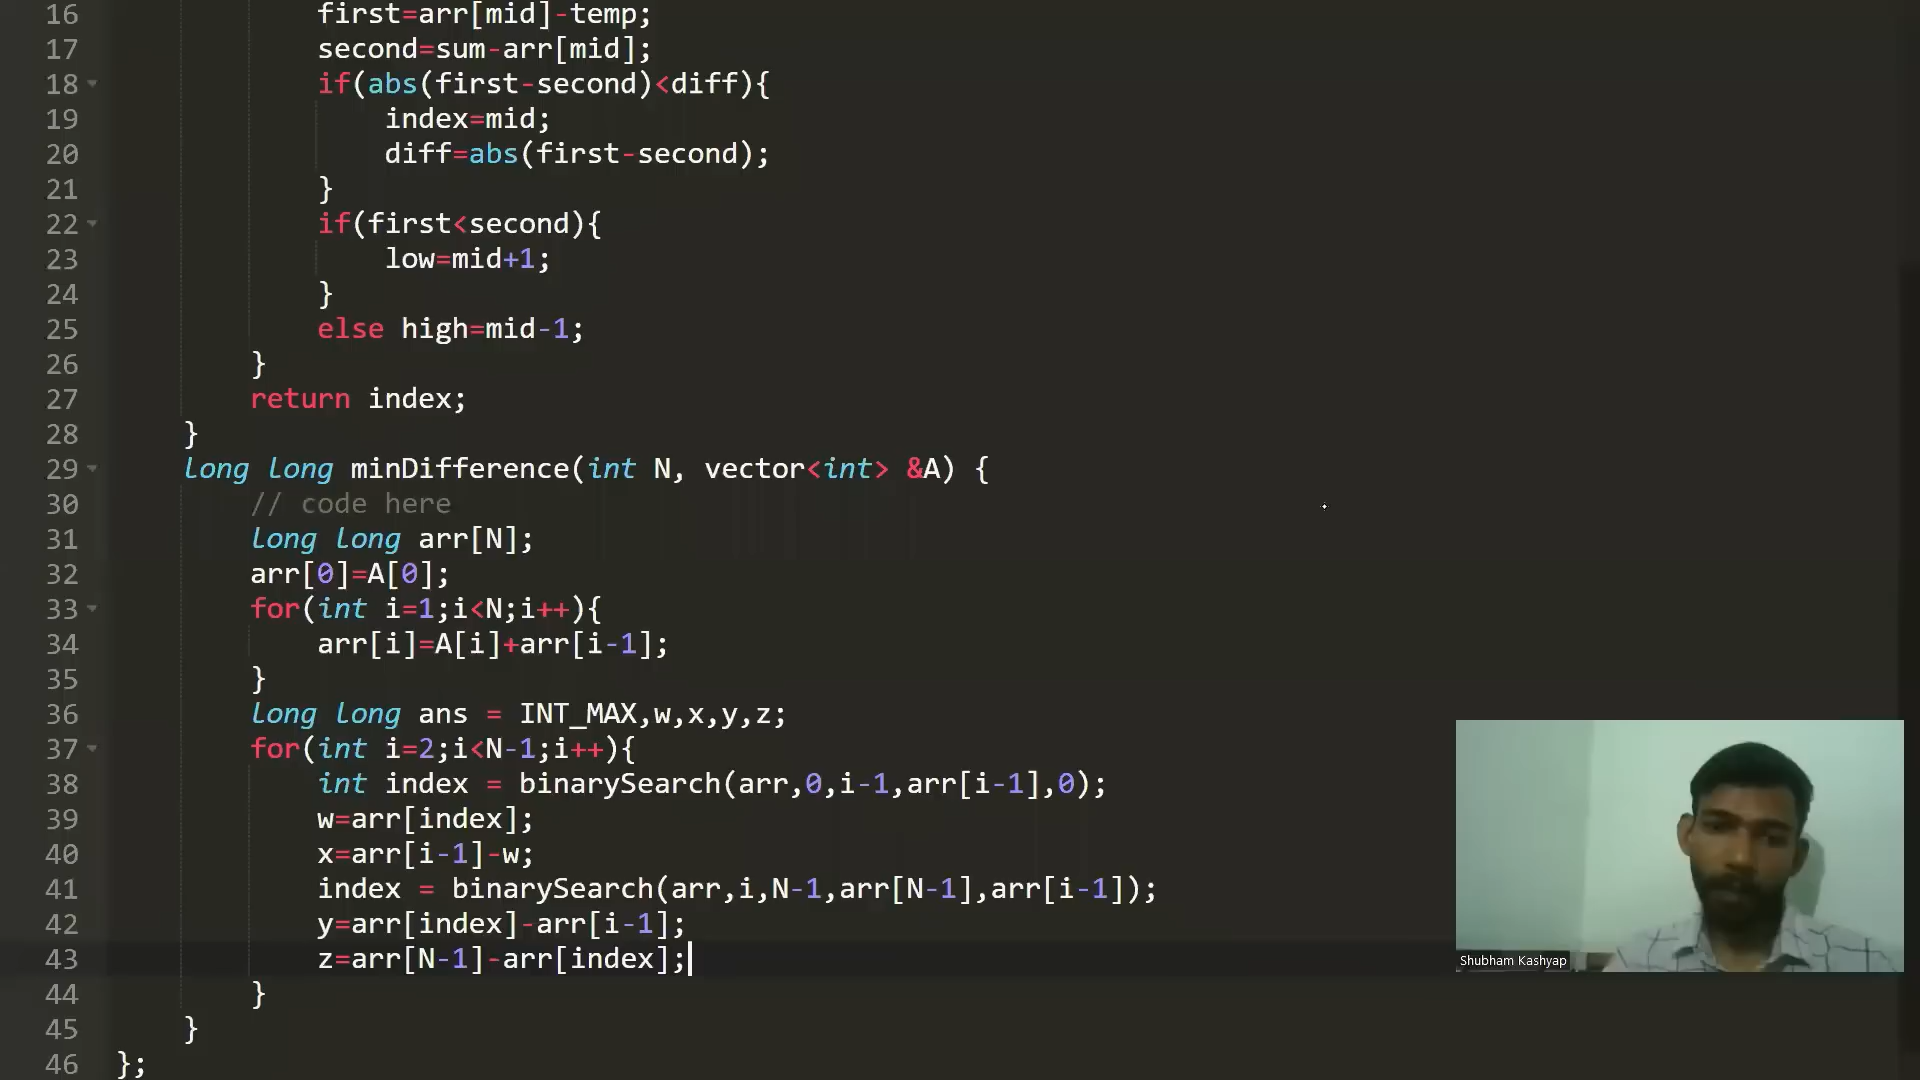 16 first=arr[mid]-temp;
17 second=sum-arr[mid];
18 if(abs(first-second)<diff){
19 index=mid;
20 diff=abs(first-second);
21 }
22 if(first<second){
23 low=mid+1;
24 }
25 else high=mid-1;
26 }
27 return index;
28 }
29 long long minDifference(int N, vector<int> &A) {
30 // code here
31 long long arr[N];
32 arr[0]=A[0];
33 for(int i=1;i<N;i++){
34 arr[i]=A[i]+arr[i-1];
35 }
36 long long ans = INT_MAX,w,x,y,z;
37 for(int i=2;i<N-1;i++){
38 int index = binarySearch(arr,0,i-1,arr[i-1],0);
39 w=arr[index];
40 x=arr[i-1]-w;
41 index = binarySearch(arr,i,N-1,arr[N-1],arr[i-1]);
42 y=arr[index]-arr[i-1];
43 z=arr[N-1]-arr[index];
44 }
45 }
46 };
Shubham Kashyap